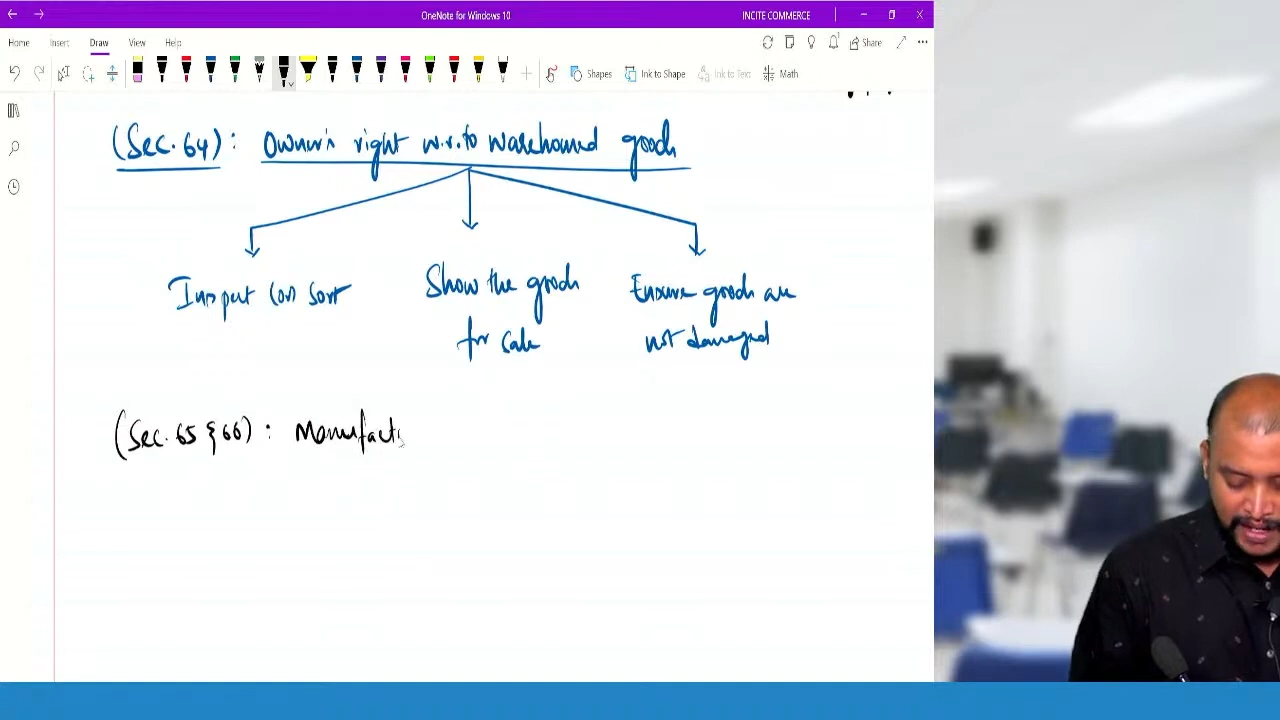 OneNote for Windows 10
INCITE COMMERCE
Home Insert Draw View Help
Share
Shapes Ink to Shape Ink to Text Math
(Sec. 64) : Owner's right w.r.to warehoused goods
Inspect (or) Sort
Show the goods
for sale
Ensure goods are
not damaged
(Sec. 65 & 66) : Manufact